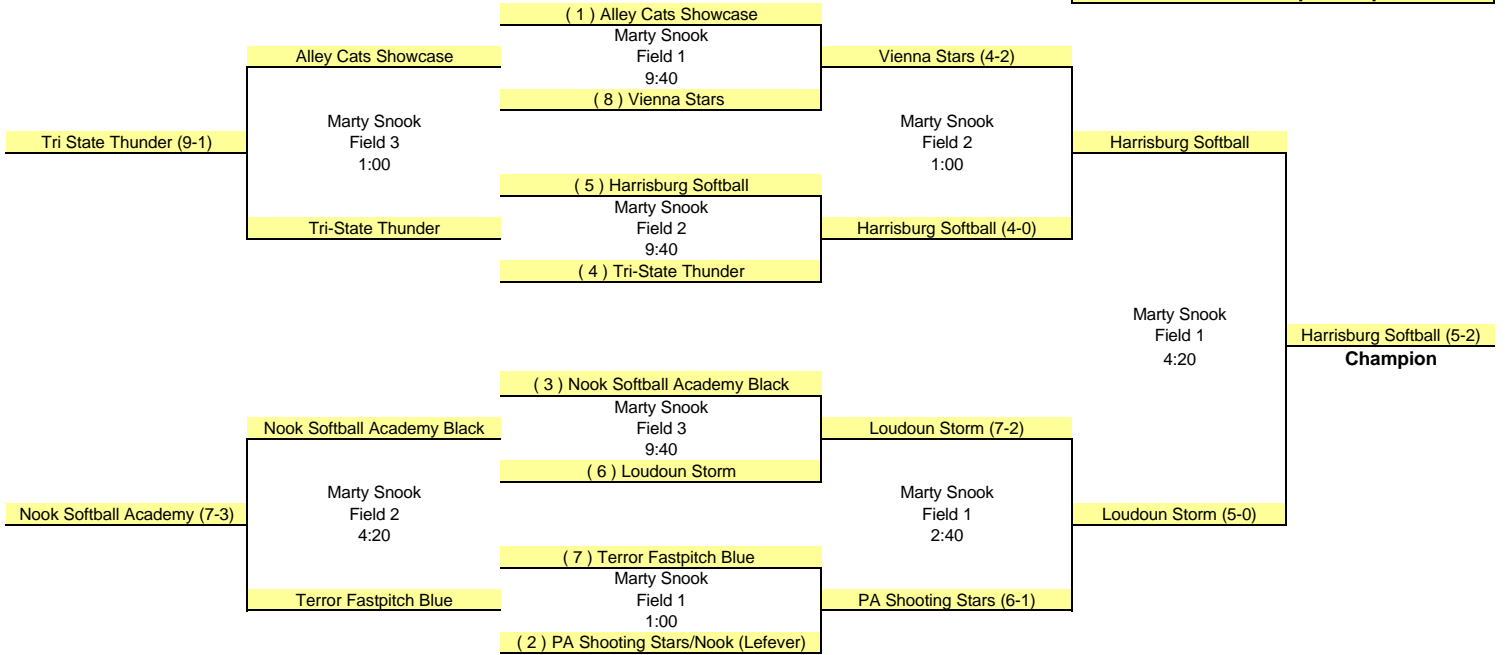 ( 1 ) Alley Cats Showcase
Marty Snook
Alley Cats Showcase
Field 1
Vienna Stars (4-2)
9:40
( 8 ) Vienna Stars
Marty Snook
Marty Snook
Tri State Thunder (9-1)
Field 3
Field 2
Harrisburg Softball
1:00
1:00
( 5 ) Harrisburg Softball
Marty Snook
Tri-State Thunder
Field 2
Harrisburg Softball (4-0)
9:40
( 4 ) Tri-State Thunder
Marty Snook
Field 1
Harrisburg Softball (5-2)
4:20
Champion
( 3 ) Nook Softball Academy Black
Marty Snook
Nook Softball Academy Black
Field 3
Loudoun Storm (7-2)
9:40
( 6 ) Loudoun Storm
Marty Snook
Marty Snook
Nook Softball Academy (7-3)
Field 2
Field 1
Loudoun Storm (5-0)
4:20
2:40
( 7 ) Terror Fastpitch Blue
Marty Snook
Terror Fastpitch Blue
Field 1
PA Shooting Stars (6-1)
1:00
( 2 ) PA Shooting Stars/Nook (Lefever)